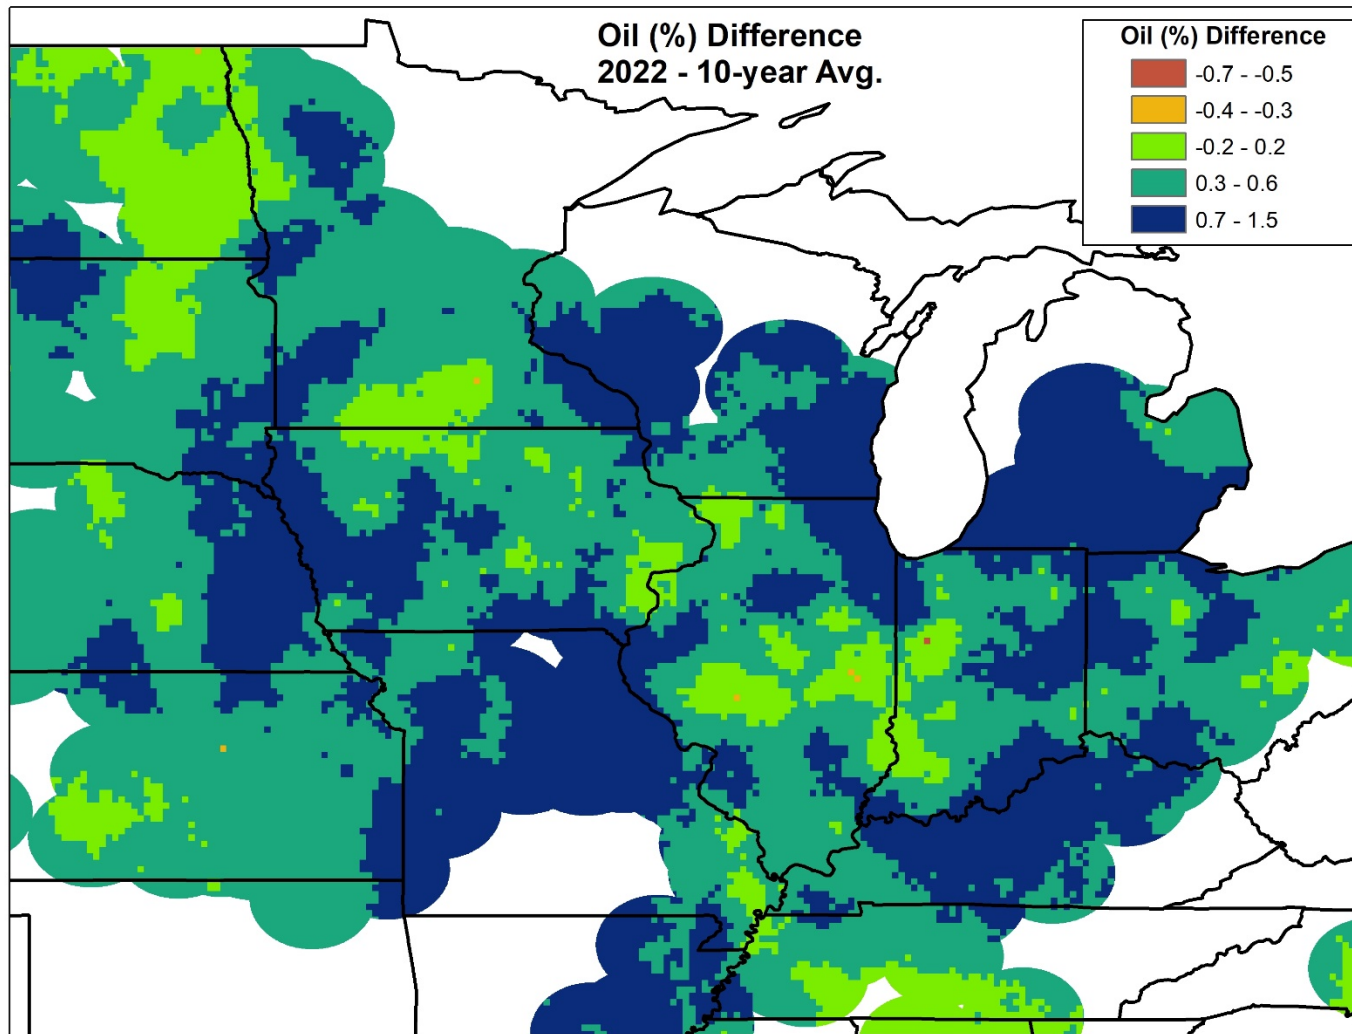 Oil (%) Difference
2022 - 10-year Avg.
Oil (%) Difference
-0.7 - -0.5
-0.4 - -0.3
-0.2 - 0.2
0.3 - 0.6
0.7 - 1.5